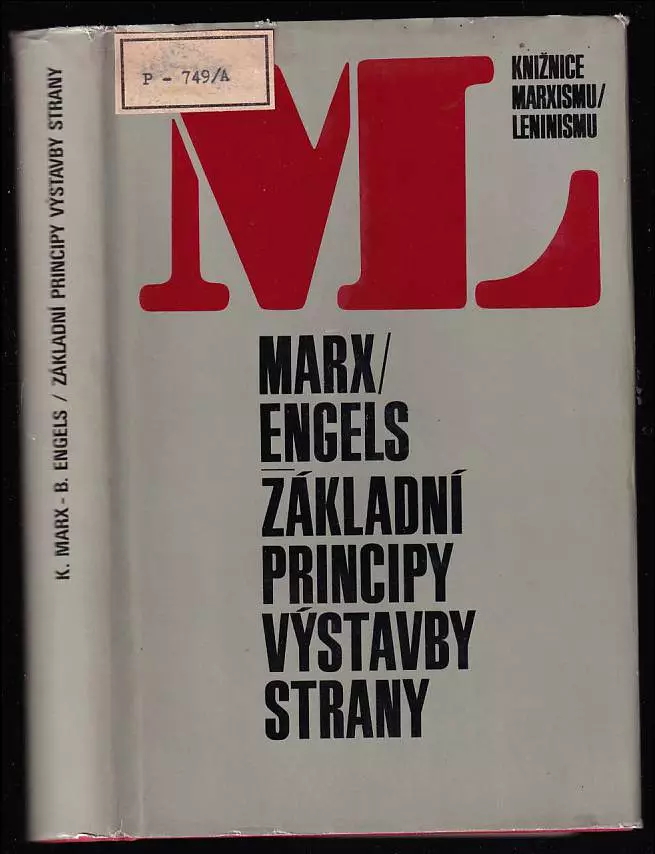 K. MARX - B. ENGELS / ZÁKLADNÍ PRINCIPY VÝSTAVBY STRANY
P - 749/A
ML
KNIŽNICE
MARXISMU/
LENINISMU
MARX/
ENGELS
ZÁKLADNÍ
PRINCIPY
VÝSTAVBY
STRANY